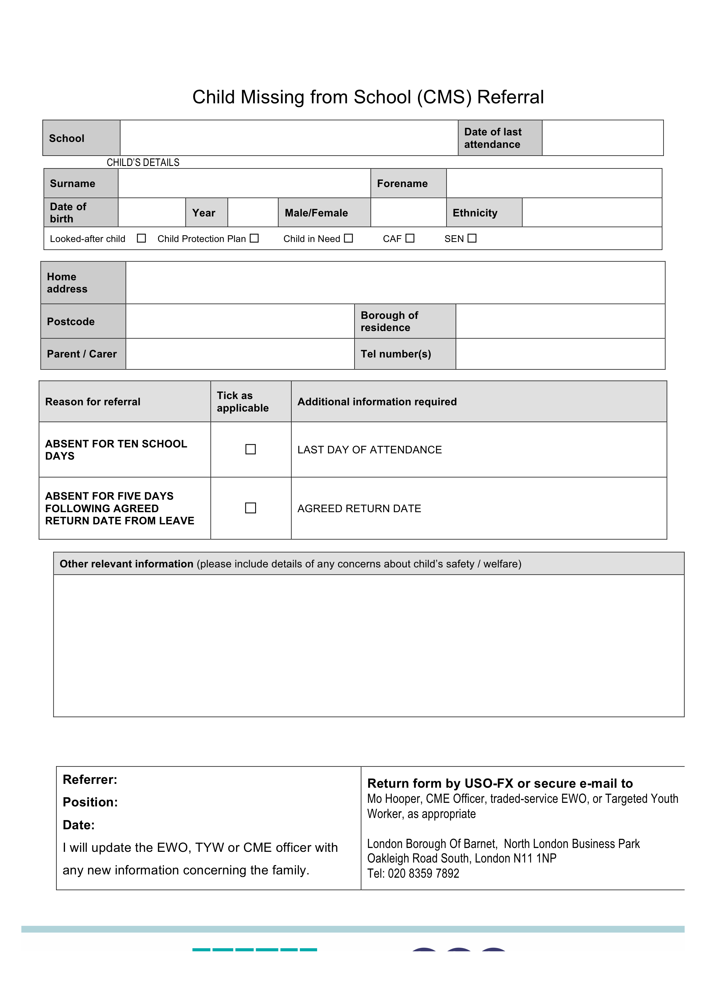 Child Missing from School (CMS) Referral
School
Date of last
attendance
CHILD’S DETAILS
Surname
Forename
Date of
birth
Year
Male/Female
Ethnicity
Looked-after child ☐ Child Protection Plan ☐ Child in Need ☐ CAF ☐ SEN ☐
Home
address
Postcode
Borough of
residence
Parent / Carer
Tel number(s)
Reason for referral
Tick as
applicable
Additional information required
ABSENT FOR TEN SCHOOL
DAYS
☐
LAST DAY OF ATTENDANCE
ABSENT FOR FIVE DAYS
FOLLOWING AGREED
RETURN DATE FROM LEAVE
☐
AGREED RETURN DATE
Other relevant information (please include details of any concerns about child’s safety / welfare)
Referrer:
Position:
Date:
I will update the EWO, TYW or CME officer with
any new information concerning the family.
Return form by USO-FX or secure e-mail to
Mo Hooper, CME Officer, traded-service EWO, or Targeted Youth
Worker, as appropriate
London Borough Of Barnet,  North London Business Park
Oakleigh Road South, London N11 1NP
Tel: 020 8359 7892